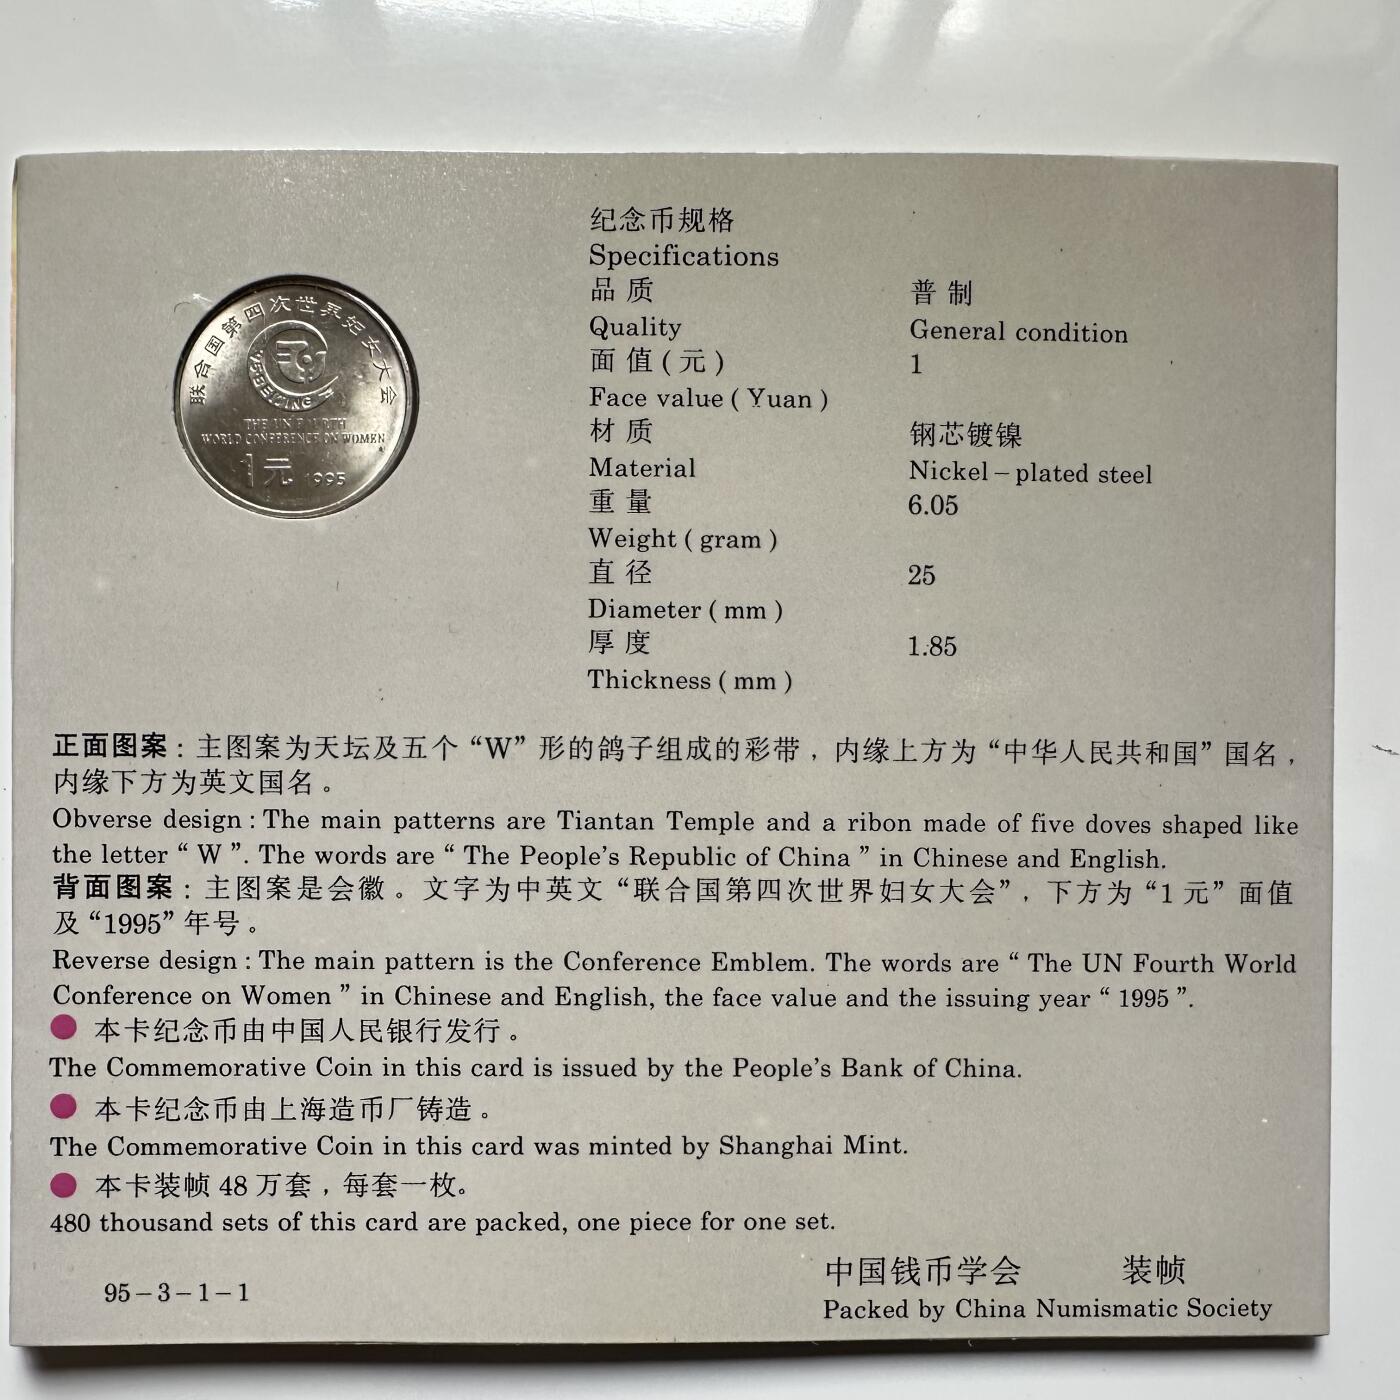 联合国第四次世界妇女大会
'95·BEIJING
THE UN FOURTH
WORLD CONFERENCE ON WOMEN
1元 1995
纪念币规格
Specifications
品质 普制
Quality General condition
面值(元) 1
Face value ( Yuan )
材质 钢芯镀镍
Material Nickel – plated steel
重量 6.05
Weight ( gram )
直径 25
Diameter ( mm )
厚度 1.85
Thickness ( mm )
正面图案：主图案为天坛及五个“W”形的鸽子组成的彩带，内缘上方为“中华人民共和国”国名，
内缘下方为英文国名。
Obverse design : The main patterns are Tiantan Temple and a ribon made of five doves shaped like
the letter “ W ”. The words are “ The People’s Republic of China ” in Chinese and English.
背面图案：主图案是会徽。文字为中英文“联合国第四次世界妇女大会”，下方为“1元”面值
及“1995”年号。
Reverse design : The main pattern is the Conference Emblem. The words are “ The UN Fourth World
Conference on Women ” in Chinese and English, the face value and the issuing year “ 1995 ”.
● 本卡纪念币由中国人民银行发行。
The Commemorative Coin in this card is issued by the People’s Bank of China.
● 本卡纪念币由上海造币厂铸造。
The Commemorative Coin in this card was minted by Shanghai Mint.
● 本卡装帧48万套，每套一枚。
480 thousand sets of this card are packed, one piece for one set.
中国钱币学会 装帧
95 – 3 – 1 – 1
Packed by China Numismatic Society